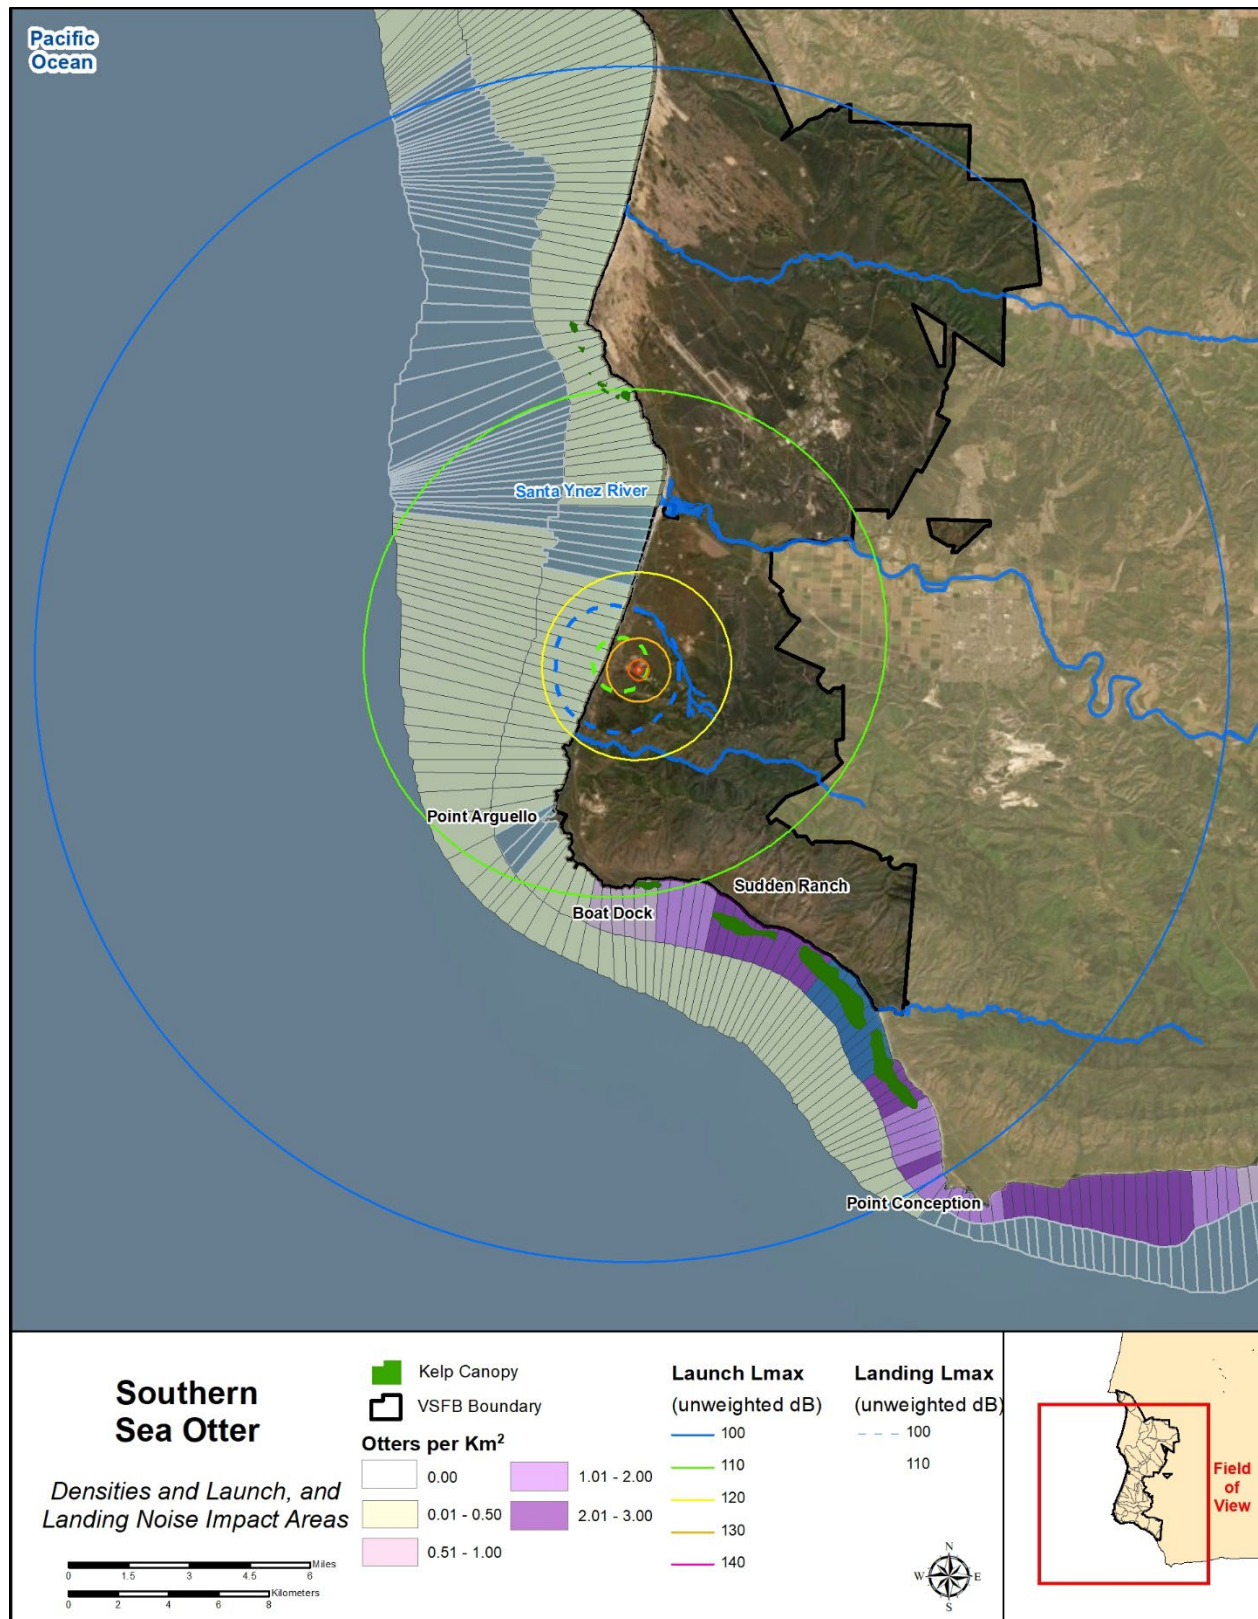 Pacific
Ocean
Santa Ynez River
Point Arguello
Sudden Ranch
Boat Dock
Point Conception
Southern
Sea Otter
Densities and Launch, and
Landing Noise Impact Areas
Miles
0 1.5 3 4.5 6
Kilometers
0 2 4 6 8
Kelp Canopy
VSFB Boundary
Otters per Km²
0.00
0.01 - 0.50
0.51 - 1.00
1.01 - 2.00
2.01 - 3.00
Launch Lmax
(unweighted dB)
100
110
120
130
140
Landing Lmax
(unweighted dB)
100
110
N
W E
S
Field
of
View